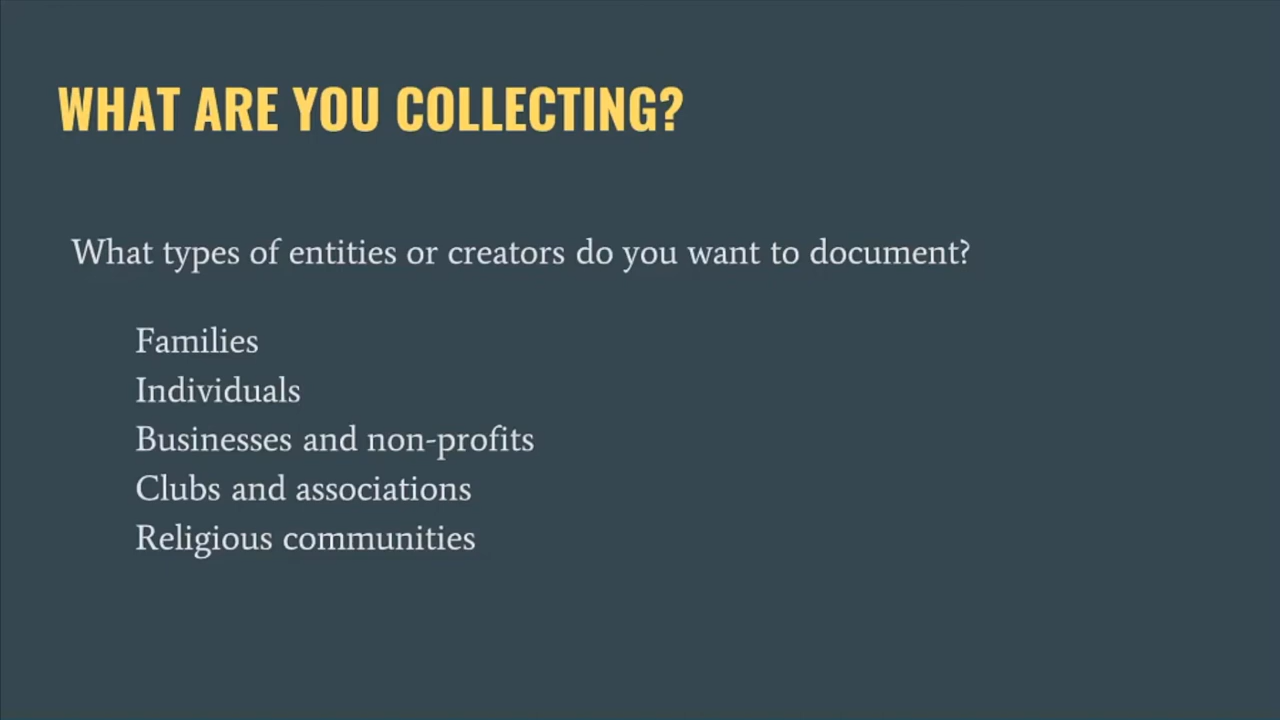 WHAT ARE YOU COLLECTING?
What types of entities or creators do you want to document?
Families
Individuals
Businesses and non-profits
Clubs and associations
Religious communities